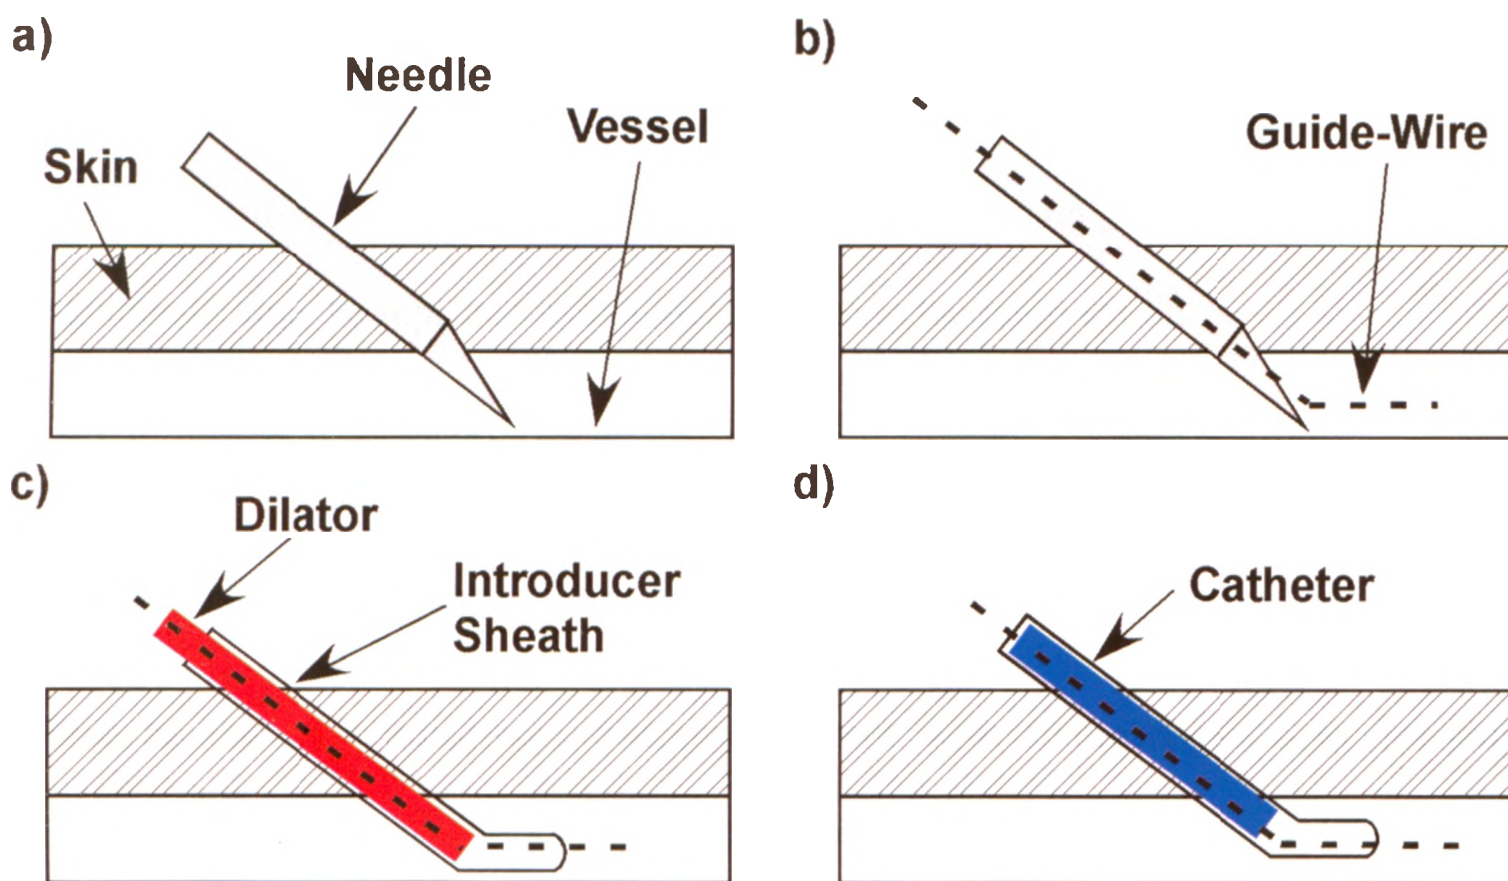 a)
Needle
Vessel
Skin
b)
Guide-Wire
c)
Dilator
Introducer
Sheath
d)
Catheter